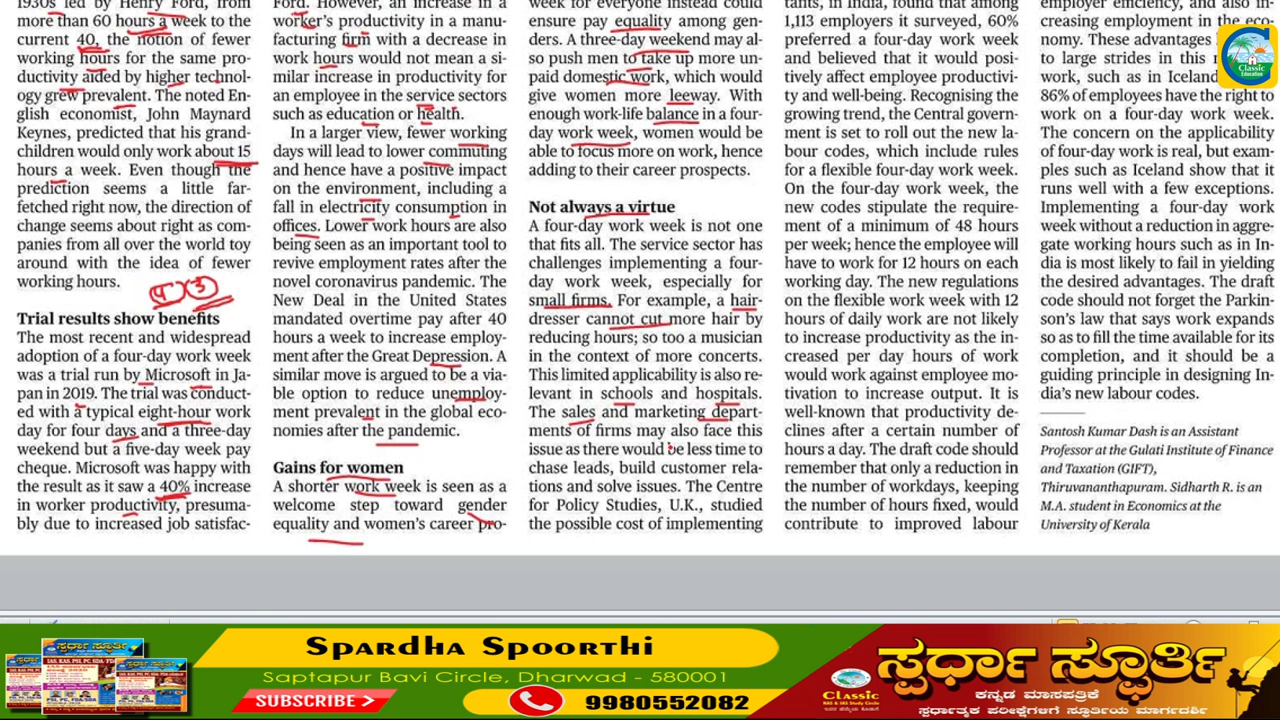 1930s led by Henry Ford, from
more than 60 hours a week to the
current 40, the notion of fewer
working hours for the same pro-
ductivity aided by higher technol-
ogy grew prevalent. The noted En-
glish economist, John Maynard
Keynes, predicted that his grand-
children would only work about 15
hours a week. Even though the
prediction seems a little far-
fetched right now, the direction of
change seems about right as com-
panies from all over the world toy
around with the idea of fewer
working hours.
4 3
Trial results show benefits
The most recent and widespread
adoption of a four-day work week
was a trial run by Microsoft in Ja-
pan in 2019. The trial was conduct-
ed with a typical eight-hour work
day for four days and a three-day
weekend but a five-day week pay
cheque. Microsoft was happy with
the result as it saw a 40% increase
in worker productivity, presuma-
bly due to increased job satisfac-
Ford. However, an increase in a
worker's productivity in a manu-
facturing firm with a decrease in
work hours would not mean a si-
milar increase in productivity for
an employee in the service sectors
such as education or health.
In a larger view, fewer working
days will lead to lower commuting
and hence have a positive impact
on the environment, including a
fall in electricity consumption in
offices. Lower work hours are also
being seen as an important tool to
revive employment rates after the
novel coronavirus pandemic. The
New Deal in the United States
mandated overtime pay after 40
hours a week to increase employ-
ment after the Great Depression. A
similar move is argued to be a via-
ble option to reduce unemploy-
ment prevalent in the global eco-
nomies after the pandemic.
Gains for women
A shorter work week is seen as a
welcome step toward gender
equality and women's career pro-
week for everyone instead could
ensure pay equality among gen-
ders. A three-day weekend may al-
so push men to take up more un-
paid domestic work, which would
give women more leeway. With
enough work-life balance in a four-
day work week, women would be
able to focus more on work, hence
adding to their career prospects.
Not always a virtue
A four-day work week is not one
that fits all. The service sector has
challenges implementing a four-
day work week, especially for
small firms. For example, a hair-
dresser cannot cut more hair by
reducing hours; so too a musician
in the context of more concerts.
This limited applicability is also re-
levant in schools and hospitals.
The sales and marketing depart-
ments of firms may also face this
issue as there would be less time to
chase leads, build customer rela-
tions and solve issues. The Centre
for Policy Studies, U.K., studied
the possible cost of implementing
tants, in India, found that among
1,113 employers it surveyed, 60%
preferred a four-day work week
and believed that it would posi-
tively affect employee productivi-
ty and well-being. Recognising the
growing trend, the Central govern-
ment is set to roll out the new la-
bour codes, which include rules
for a flexible four-day work week.
On the four-day work week, the
new codes stipulate the require-
ment of a minimum of 48 hours
per week; hence the employee will
have to work for 12 hours on each
working day. The new regulations
on the flexible work week with 12
hours of daily work are not likely
to increase productivity as the in-
creased per day hours of work
would work against employee mo-
tivation to increase output. It is
well-known that productivity de-
clines after a certain number of
hours a day. The draft code should
remember that only a reduction in
the number of workdays, keeping
the number of hours fixed, would
contribute to improved labour
employer efficiency, and also in-
creasing employment in the eco-
nomy. These advantages
to large strides in this
work, such as in Iceland
86% of employees have the right to
work on a four-day work week.
The concern on the applicability
of four-day work is real, but exam-
ples such as Iceland show that it
runs well with a few exceptions.
Implementing a four-day work
week without a reduction in aggre-
gate working hours such as in In-
dia is most likely to fail in yielding
the desired advantages. The draft
code should not forget the Parkin-
son's law that says work expands
so as to fill the time available for its
completion, and it should be a
guiding principle in designing In-
dia's new labour codes.
Santosh Kumar Dash is an Assistant
Professor at the Gulati Institute of Finance
and Taxation (GIFT),
Thiruvananthapuram. Sidharth R. is an
M.A. student in Economics at the
University of Kerala
Classic
Education
ಸ್ಪರ್ಧಾ ಸ್ಫೂರ್ತಿ
Spardha Spoorthi
Saptapur Bavi Circle, Dharwad - 580001
SUBSCRIBE >
9980552082
Classic
ಸ್ಪರ್ಧಾ ಸ್ಫೂರ್ತಿ
ಕನ್ನಡ ಮಾಸಪತ್ರಿಕೆ
ಸ್ಪರ್ಧಾತ್ಮಕ ಪರೀಕ್ಷೆಗಳಿಗೆ ಸ್ಫೂರ್ತಿಯ ಮಾರ್ಗದರ್ಶಿ